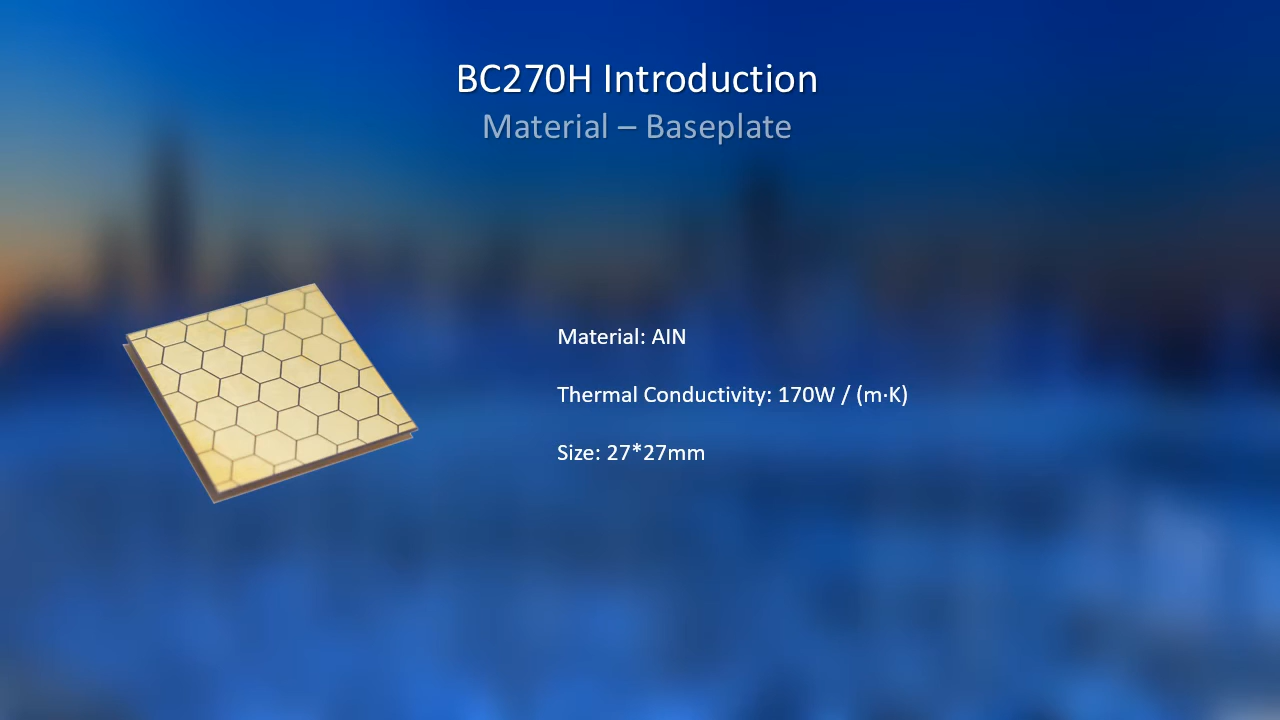 BC270H Introduction
Material – Baseplate
Material: AIN
Thermal Conductivity: 170W / (m·K)
Size: 27*27mm